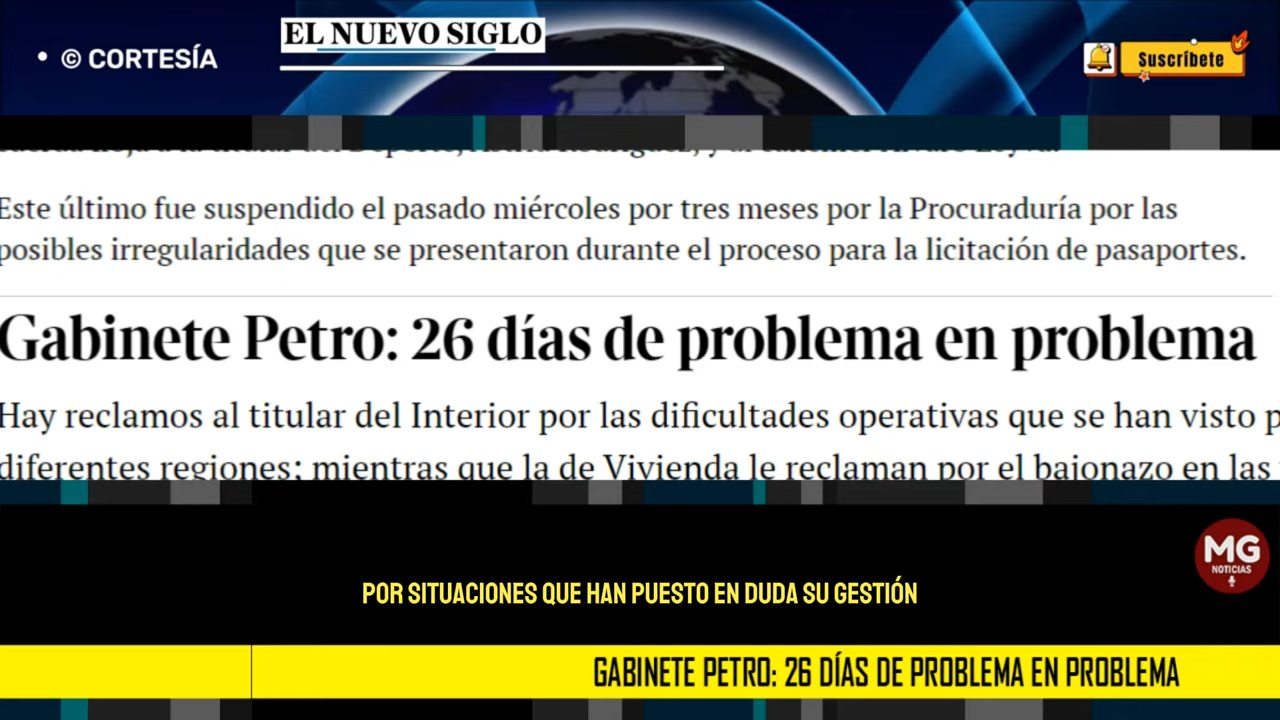 EL NUEVO SIGLO
• © CORTESÍA
Suscríbete
Este último fue suspendido el pasado miércoles por tres meses por la Procuraduría por las
posibles irregularidades que se presentaron durante el proceso para la licitación de pasaportes.
Gabinete Petro: 26 días de problema en problema
Hay reclamos al titular del Interior por las dificultades operativas que se han visto p
diferentes regiones; mientras que la de Vivienda le reclaman por el bajonazo en las
MG
NOTICIAS
POR SITUACIONES QUE HAN PUESTO EN DUDA SU GESTIÓN
GABINETE PETRO: 26 DÍAS DE PROBLEMA EN PROBLEMA